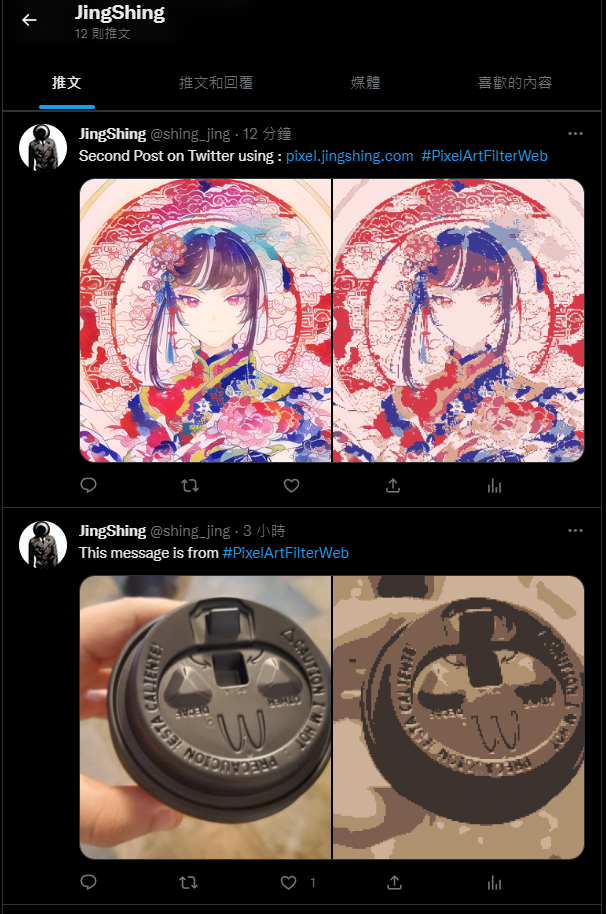 JingShing
12 則推文
推文 推文和回覆 媒體 喜歡的內容
JingShing @shing_jing · 12 分鐘
Second Post on Twitter using : pixel.jingshing.com #PixelArtFilterWeb
JingShing @shing_jing · 3 小時
This message is from #PixelArtFilterWeb
⚠CAUTION I'M HOT
PRECAUCION ¡ESTA CALIENTE!
DECAF
OTHER
1